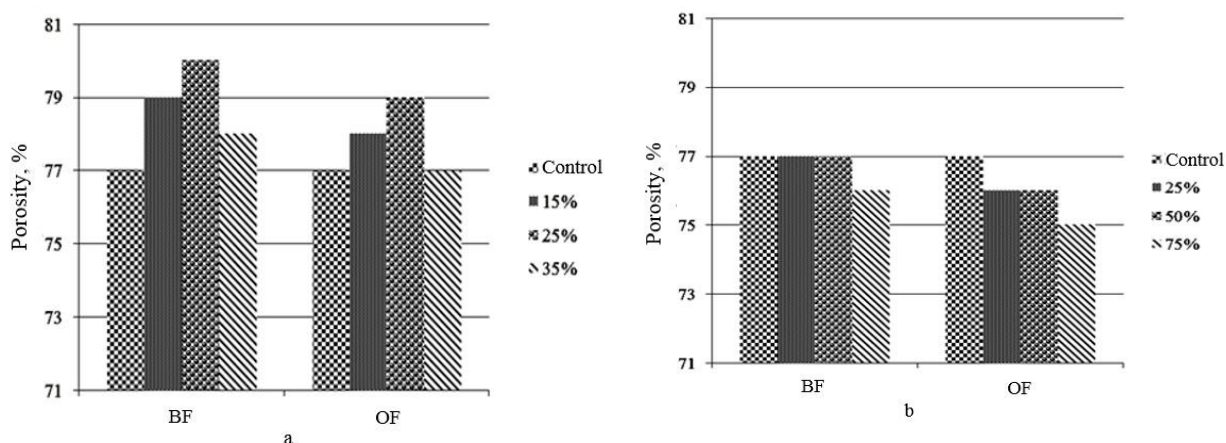 81
79
77
75
73
71
Porosity, %
BF
OF
a
Control
15%
25%
35%
81
79
77
75
73
71
Porosity, %
BF
OF
b
Control
25%
50%
75%